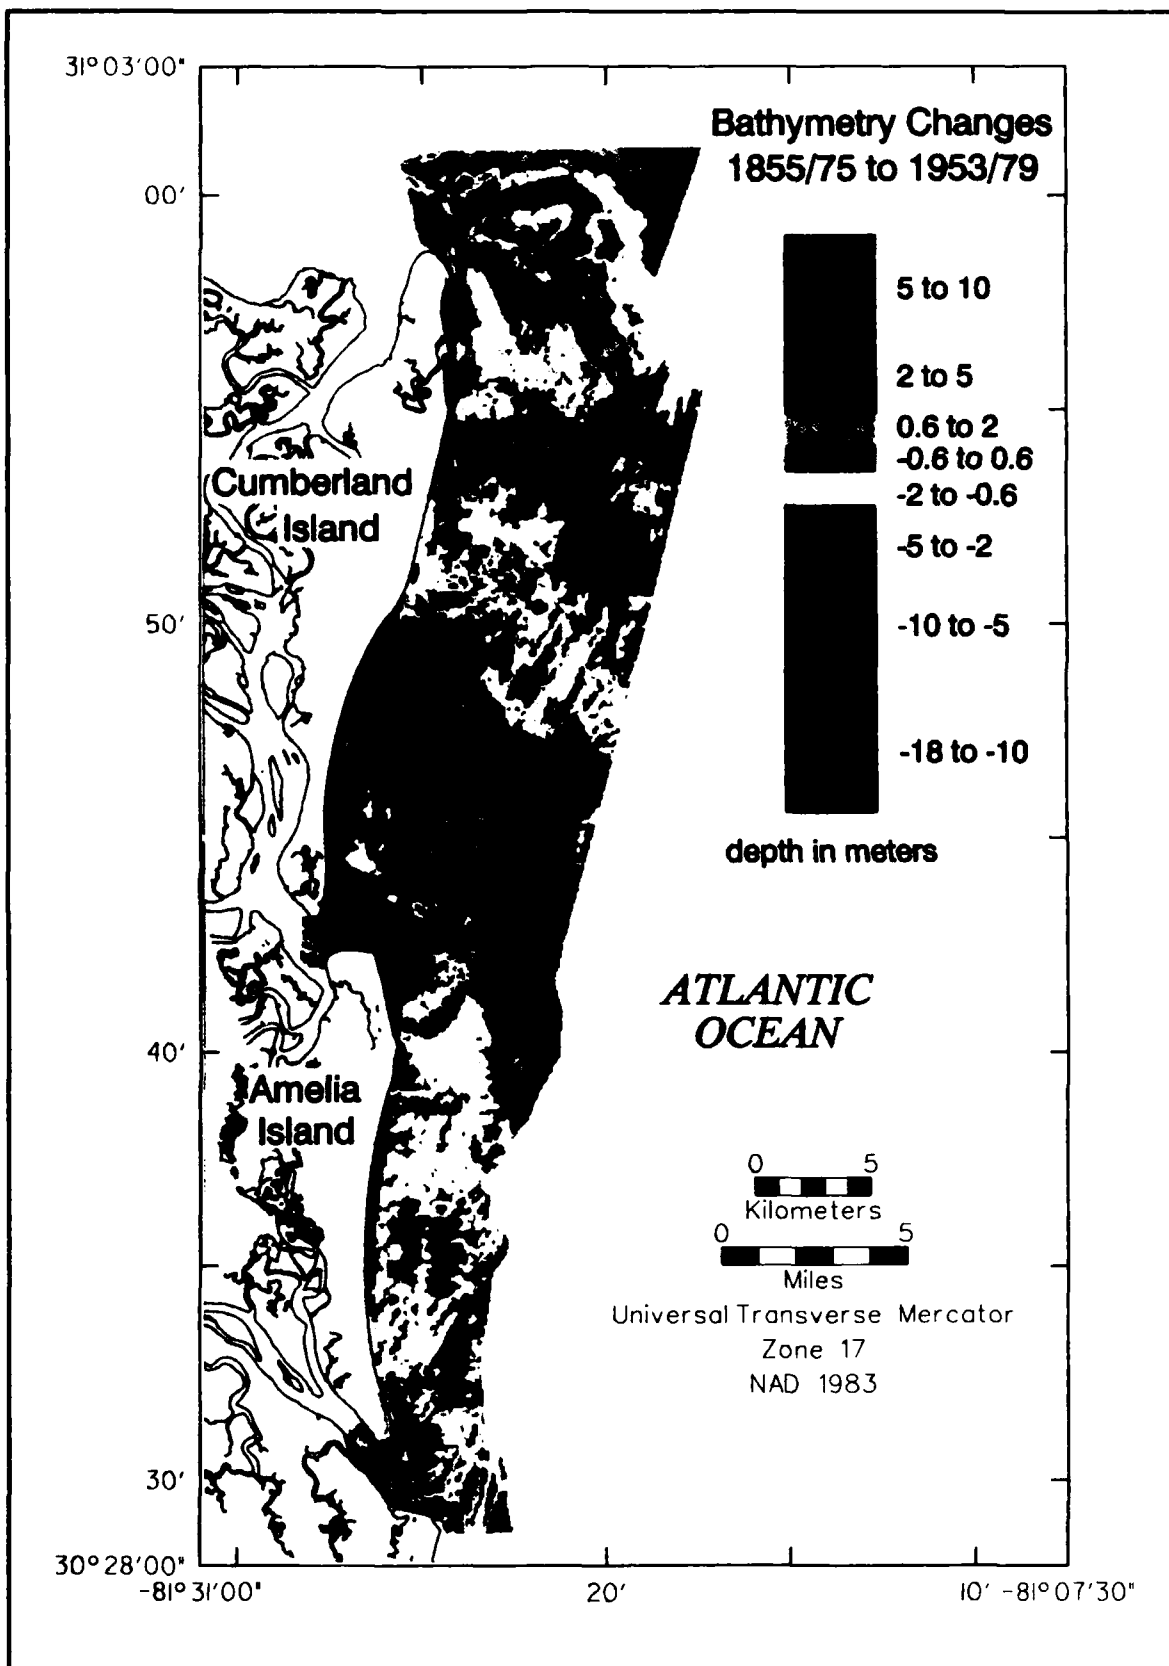 31°03'00"
Bathymetry Changes
1855/75 to 1953/79
00'
5 to 10
2 to 5
0.6 to 2
-0.6 to 0.6
-2 to -0.6
-5 to -2
-10 to -5
-18 to -10
depth in meters
Cumberland
Island
50'
ATLANTIC
OCEAN
40'
Amelia
Island
0 5
Kilometers
0 5
Miles
Universal Transverse Mercator
Zone 17
NAD 1983
30'
30°28'00"
-81°31'00" 20' 10' -81°07'30"